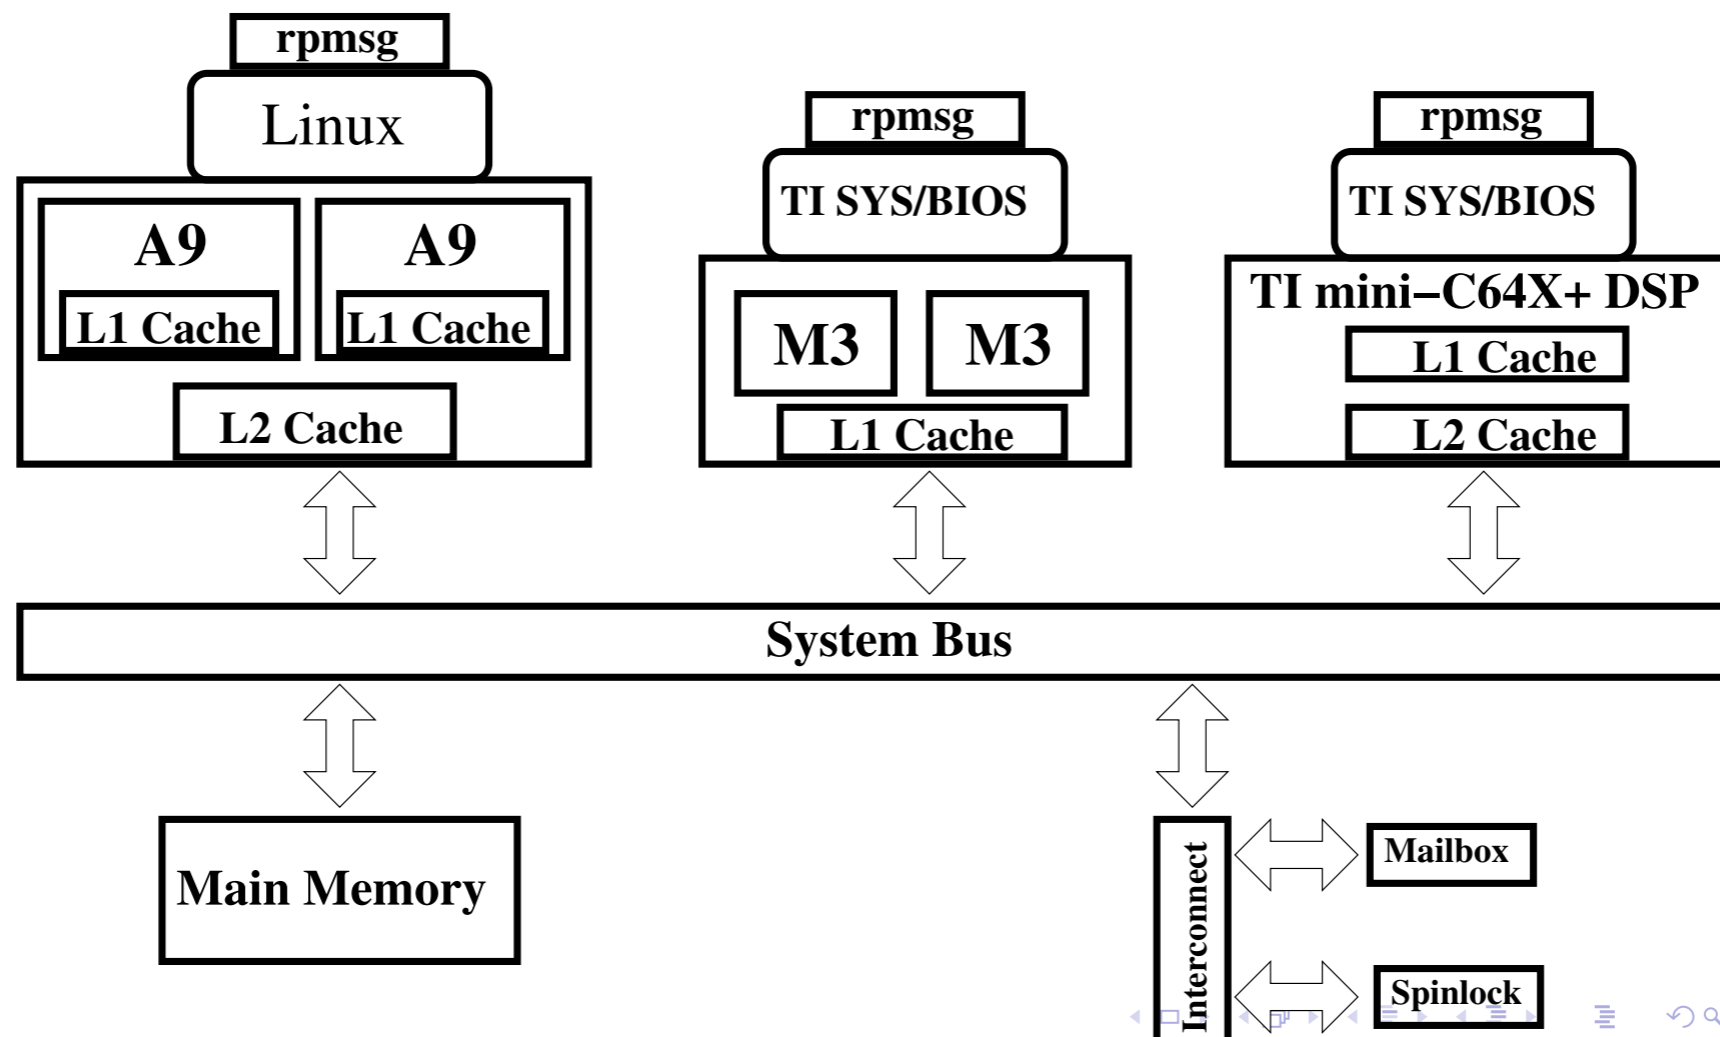 rpmsg
Linux
A9
L1 Cache
A9
L1 Cache
L2 Cache
rpmsg
TI SYS/BIOS
M3
M3
L1 Cache
rpmsg
TI SYS/BIOS
TI mini−C64X+ DSP
L1 Cache
L2 Cache
System Bus
Main Memory
Interconnect
Mailbox
Spinlock